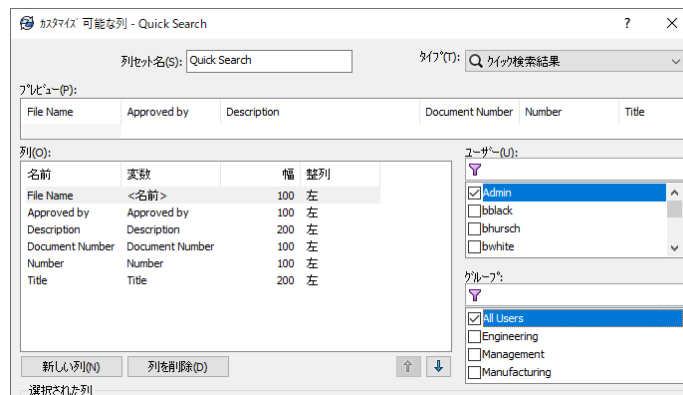 ｶｽﾀﾏｲｽﾞ可能な列 - Quick Search ? ×
列ｾｯﾄ名(S): Quick Search ﾀｲﾌﾟ(T): ｸｲｯｸ検索結果
ﾌﾟﾚﾋﾞｭｰ(P):
File Name Approved by Description Document Number Number Title
列(O): ﾕｰｻﾞｰ(U):
名前 変数 幅 整列
File Name <名前> 100 左 Admin
Approved by Approved by 100 左 bblack
Description Description 200 左 bhursch
Document Number Document Number 100 左 bwhite
Number Number 100 左
Title Title 200 左
ｸﾞﾙｰﾌﾟ:
All Users
Engineering
Management
Manufacturing
新しい列(N) 列を削除(D)
選択された列